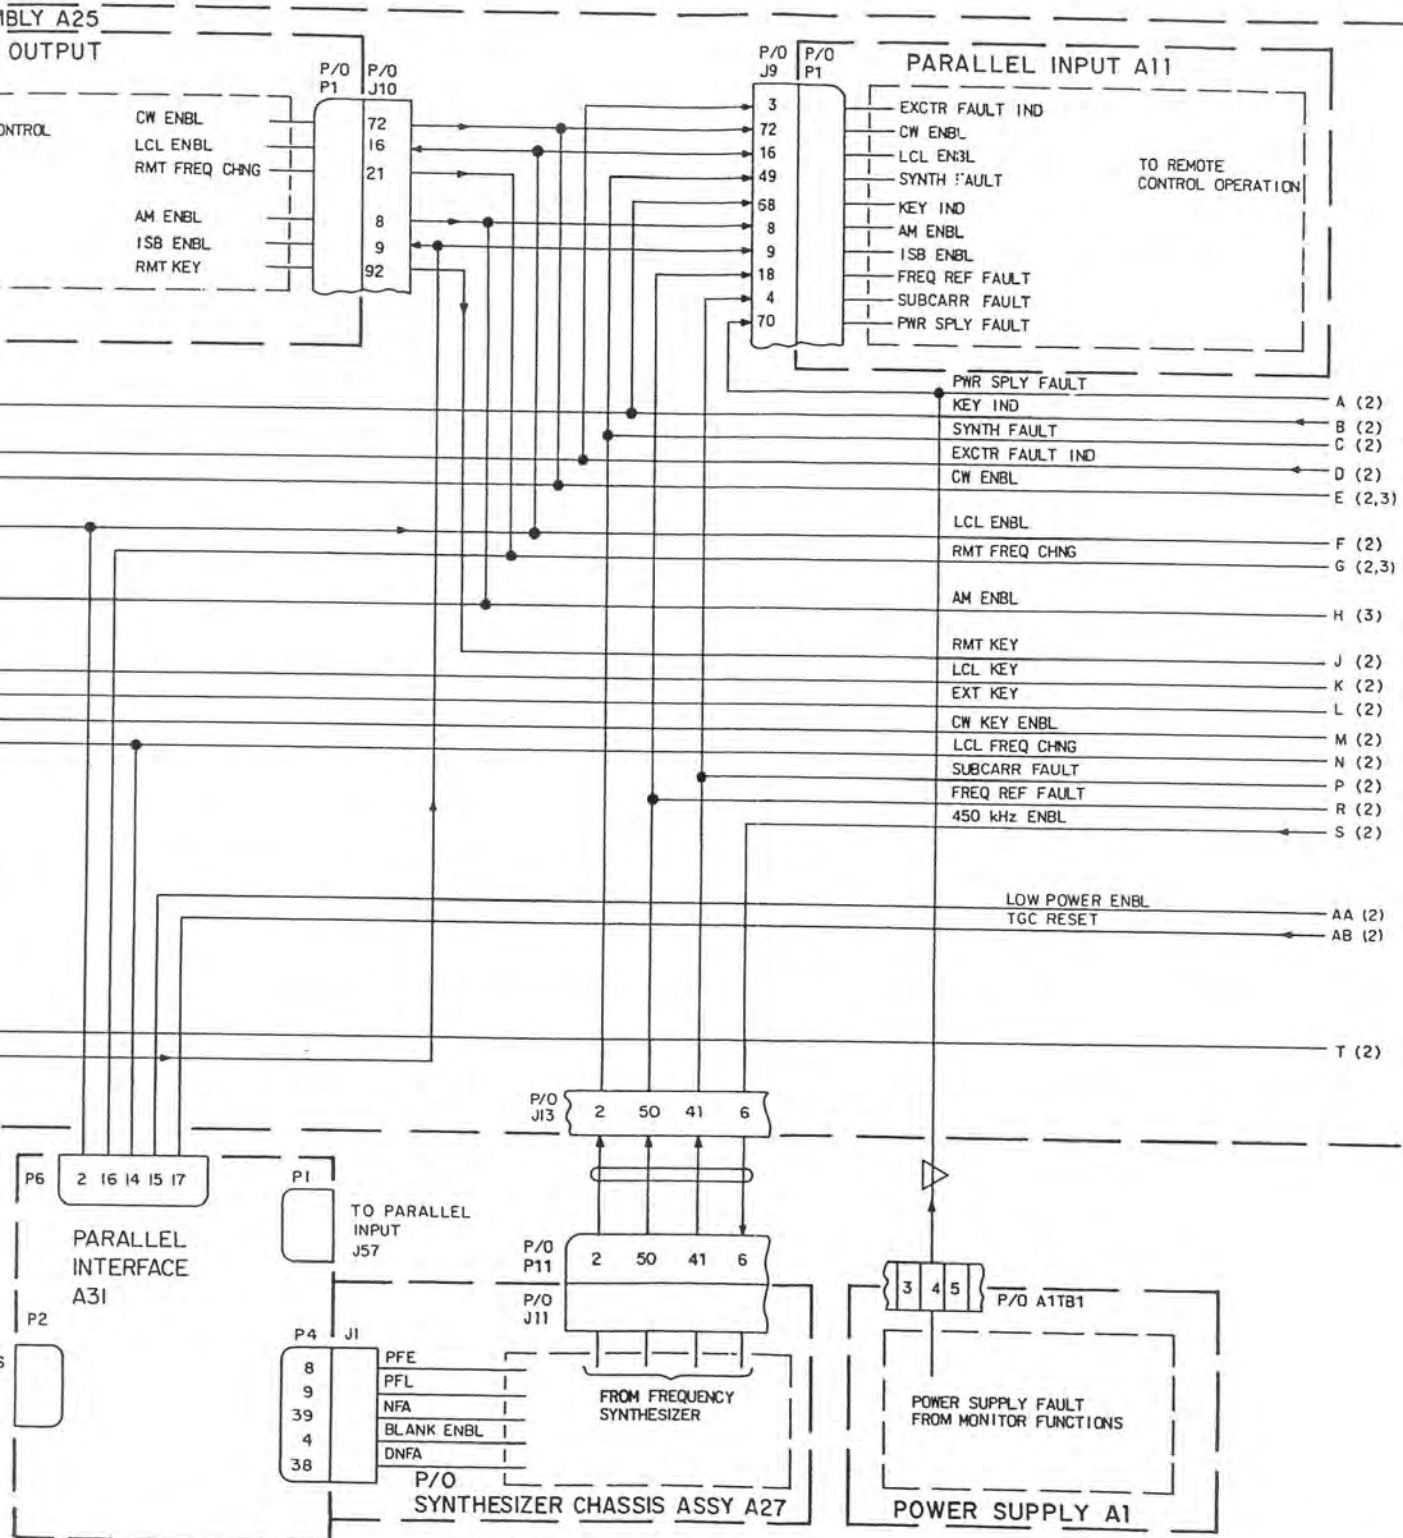 MBLY A25
OUTPUT
P/O P/O
P1 J10
ONTROL
CW ENBL 72
LCL ENBL 16
RMT FREQ CHNG 21
AM ENBL 8
ISB ENBL 9
RMT KEY 92
P/O P/O
J9 P1
PARALLEL INPUT A11
3 EXCTR FAULT IND
72 CW ENBL
16 LCL ENBL
49 SYNTH FAULT
68 KEY IND
8 AM ENBL
9 ISB ENBL
18 FREQ REF FAULT
4 SUBCARR FAULT
70 PWR SPLY FAULT
TO REMOTE
CONTROL OPERATION
PWR SPLY FAULT A (2)
KEY IND B (2)
SYNTH FAULT C (2)
EXCTR FAULT IND D (2)
CW ENBL E (2,3)
LCL ENBL F (2)
RMT FREQ CHNG G (2,3)
AM ENBL H (3)
RMT KEY J (2)
LCL KEY K (2)
EXT KEY L (2)
CW KEY ENBL M (2)
LCL FREQ CHNG N (2)
SUBCARR FAULT P (2)
FREQ REF FAULT R (2)
450 kHz ENBL S (2)
LOW POWER ENBL AA (2)
TGC RESET AB (2)
T (2)
P/O
J13
2 50 41 6
P6 2 16 14 15 17
P1
TO PARALLEL
INPUT
J57
PARALLEL
INTERFACE
A31
P2
S
P/O
P11
2 50 41 6
P/O
J11
3 4 5
P/O A1TB1
P4 J1
8 PFE
9 PFL
39 NFA
4 BLANK ENBL
38 DNFA
FROM FREQUENCY
SYNTHESIZER
P/O
SYNTHESIZER CHASSIS ASSY A27
POWER SUPPLY FAULT
FROM MONITOR FUNCTIONS
POWER SUPPLY A1